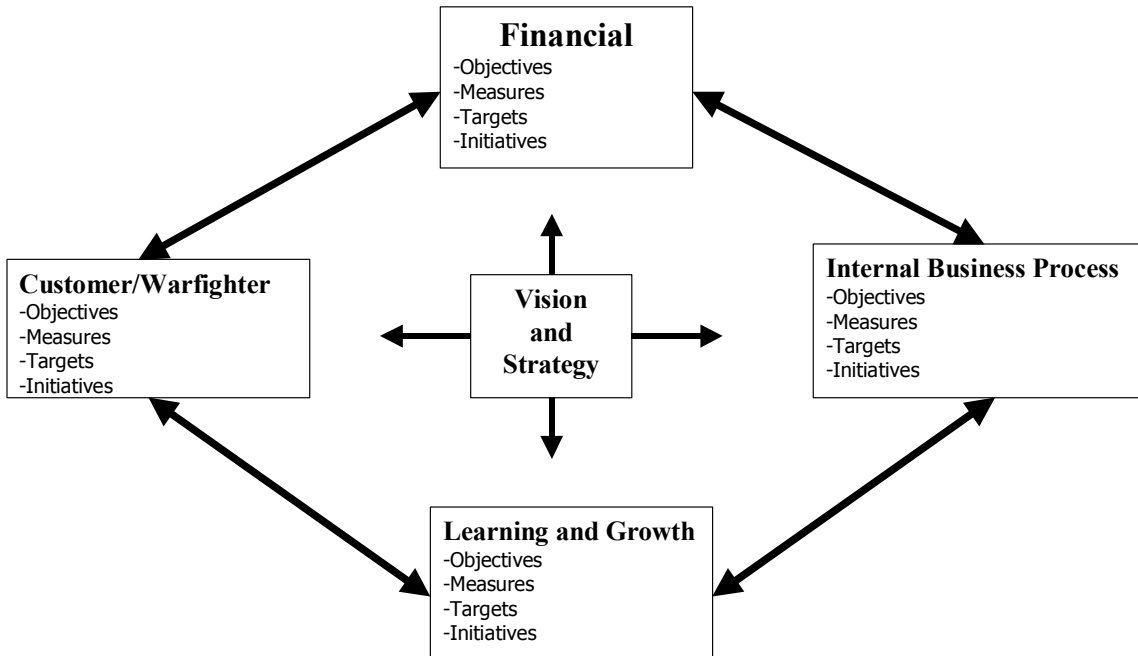 Financial
-Objectives
-Measures
-Targets
-Initiatives
Customer/Warfighter
-Objectives
-Measures
-Targets
-Initiatives
Vision
and
Strategy
Internal Business Process
-Objectives
-Measures
-Targets
-Initiatives
Learning and Growth
-Objectives
-Measures
-Targets
-Initiatives